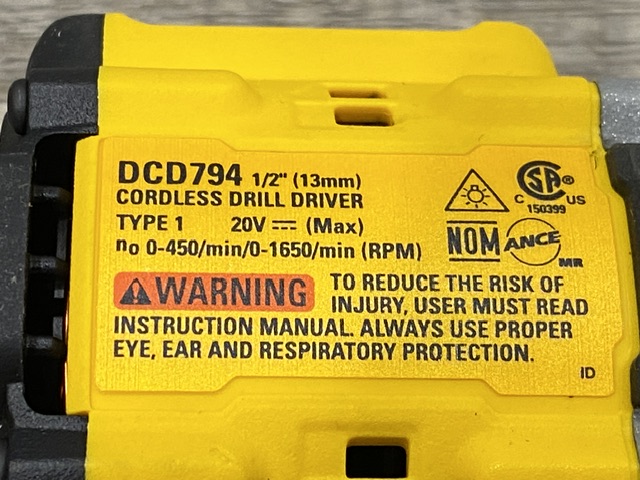 DCD794 1/2" (13mm)
CORDLESS DRILL DRIVER
TYPE 1 20V ⎓ (Max)
no 0-450/min/0-1650/min (RPM)
WARNING TO REDUCE THE RISK OF
INJURY, USER MUST READ
INSTRUCTION MANUAL. ALWAYS USE PROPER
EYE, EAR AND RESPIRATORY PROTECTION.
CSA ®
C US
150399
NOM ANCE
MR
ID